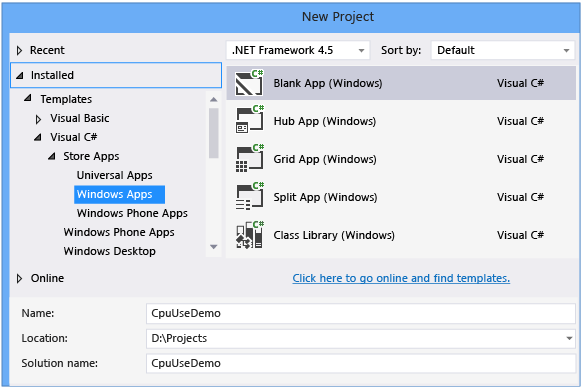 New Project
Recent
.NET Framework 4.5 Sort by: Default
Installed
Templates
Visual Basic
Visual C#
Store Apps
Universal Apps
Windows Apps
Windows Phone Apps
Windows Phone Apps
Windows Desktop
C# Blank App (Windows) Visual C#
C# Hub App (Windows) Visual C#
C# Grid App (Windows) Visual C#
C# Split App (Windows) Visual C#
C# Class Library (Windows) Visual C#
Online
Click here to go online and find templates.
Name: CpuUseDemo
Location: D:\Projects
Solution name: CpuUseDemo